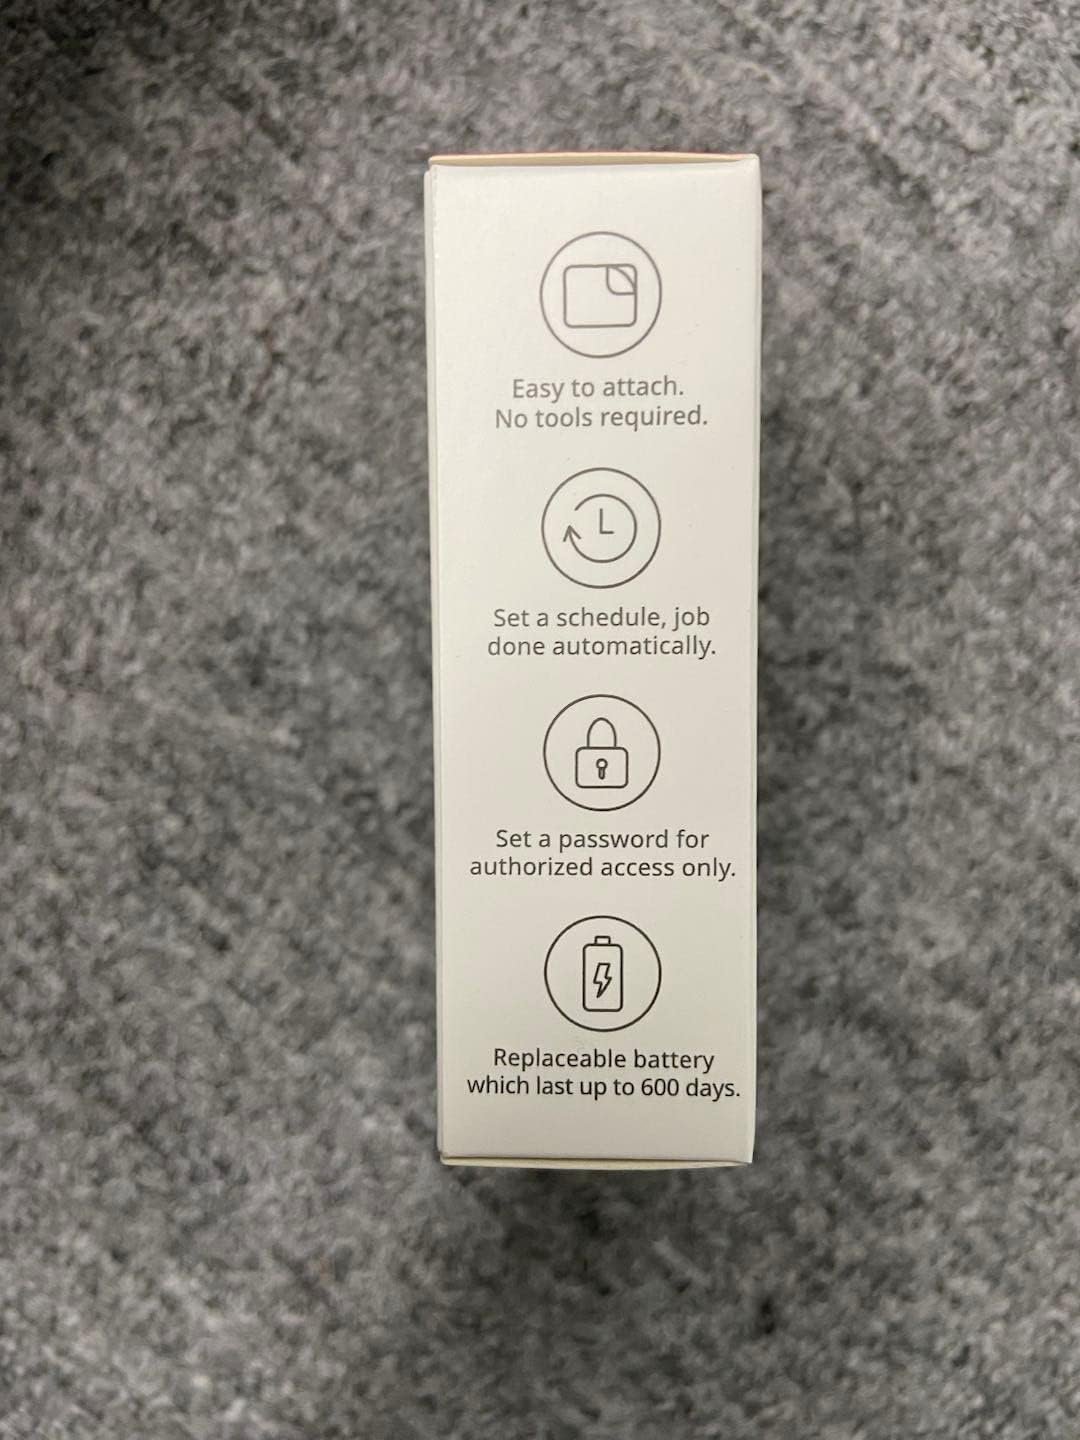 Easy to attach.
No tools required.
Set a schedule, job
done automatically.
Set a password for
authorized access only.
Replaceable battery
which last up to 600 days.